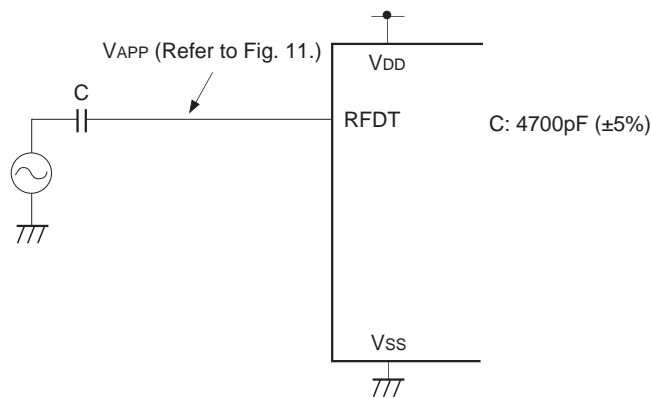 VAPP (Refer to Fig. 11.)
VDD
C
RFDT
C: 4700pF (±5%)
VSS